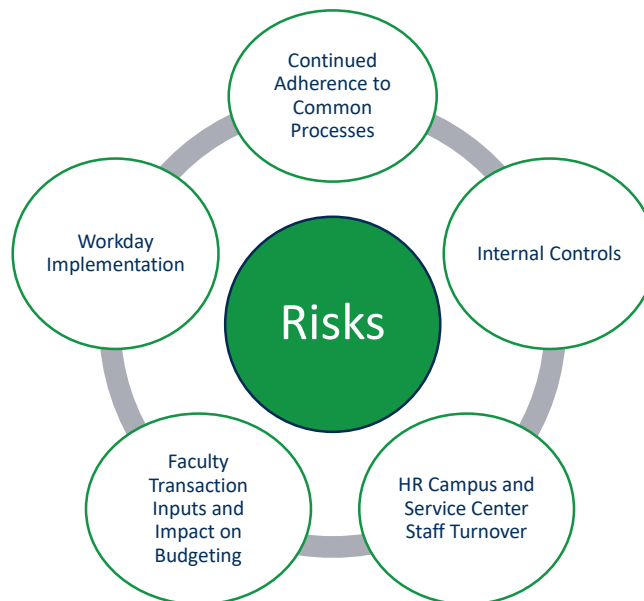 Continued
Adherence to
Common
Processes
Workday
Implementation
Internal Controls
Risks
Faculty
Transaction
Inputs and
Impact on
Budgeting
HR Campus and
Service Center
Staff Turnover